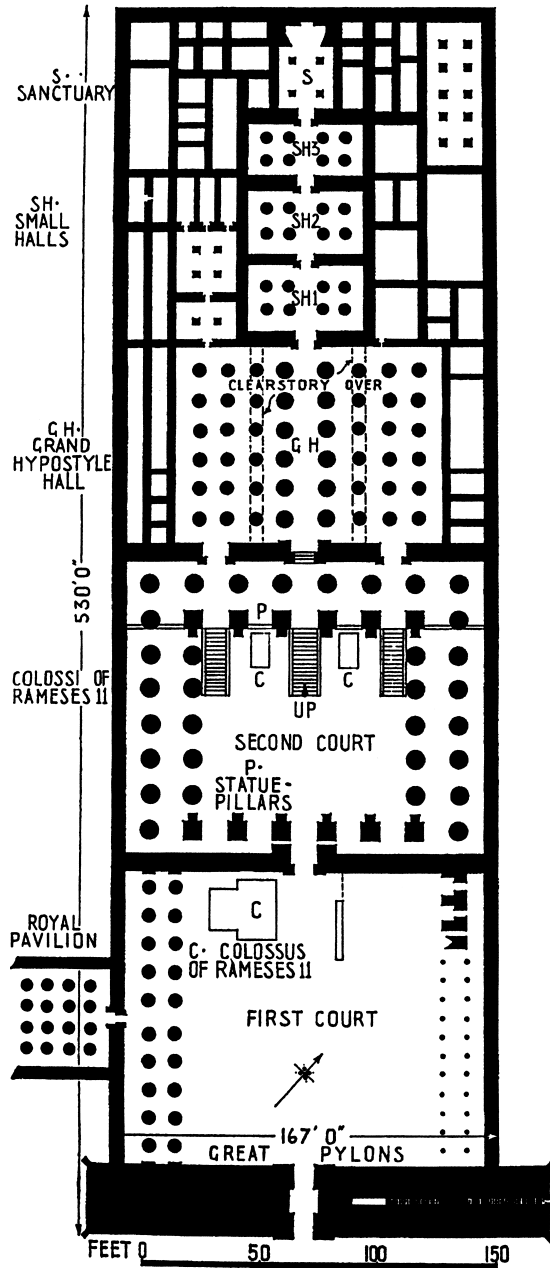 S
S··
SANCTUARY
SH3
SH·
SMALL
HALLS
SH2
SH1
CLEARSTORY OVER
GH
GH·
GRAND
HYPOSTYLE
HALL
530'0"
P
C
C
COLOSSI OF
RAMESES 11
UP
SECOND COURT
P·
STATUE-
PILLARS
C
ROYAL
PAVILION
C· COLOSSUS
OF RAMESES 11
FIRST COURT
167' 0"
GREAT PYLONS
FEET 0 50 100 150